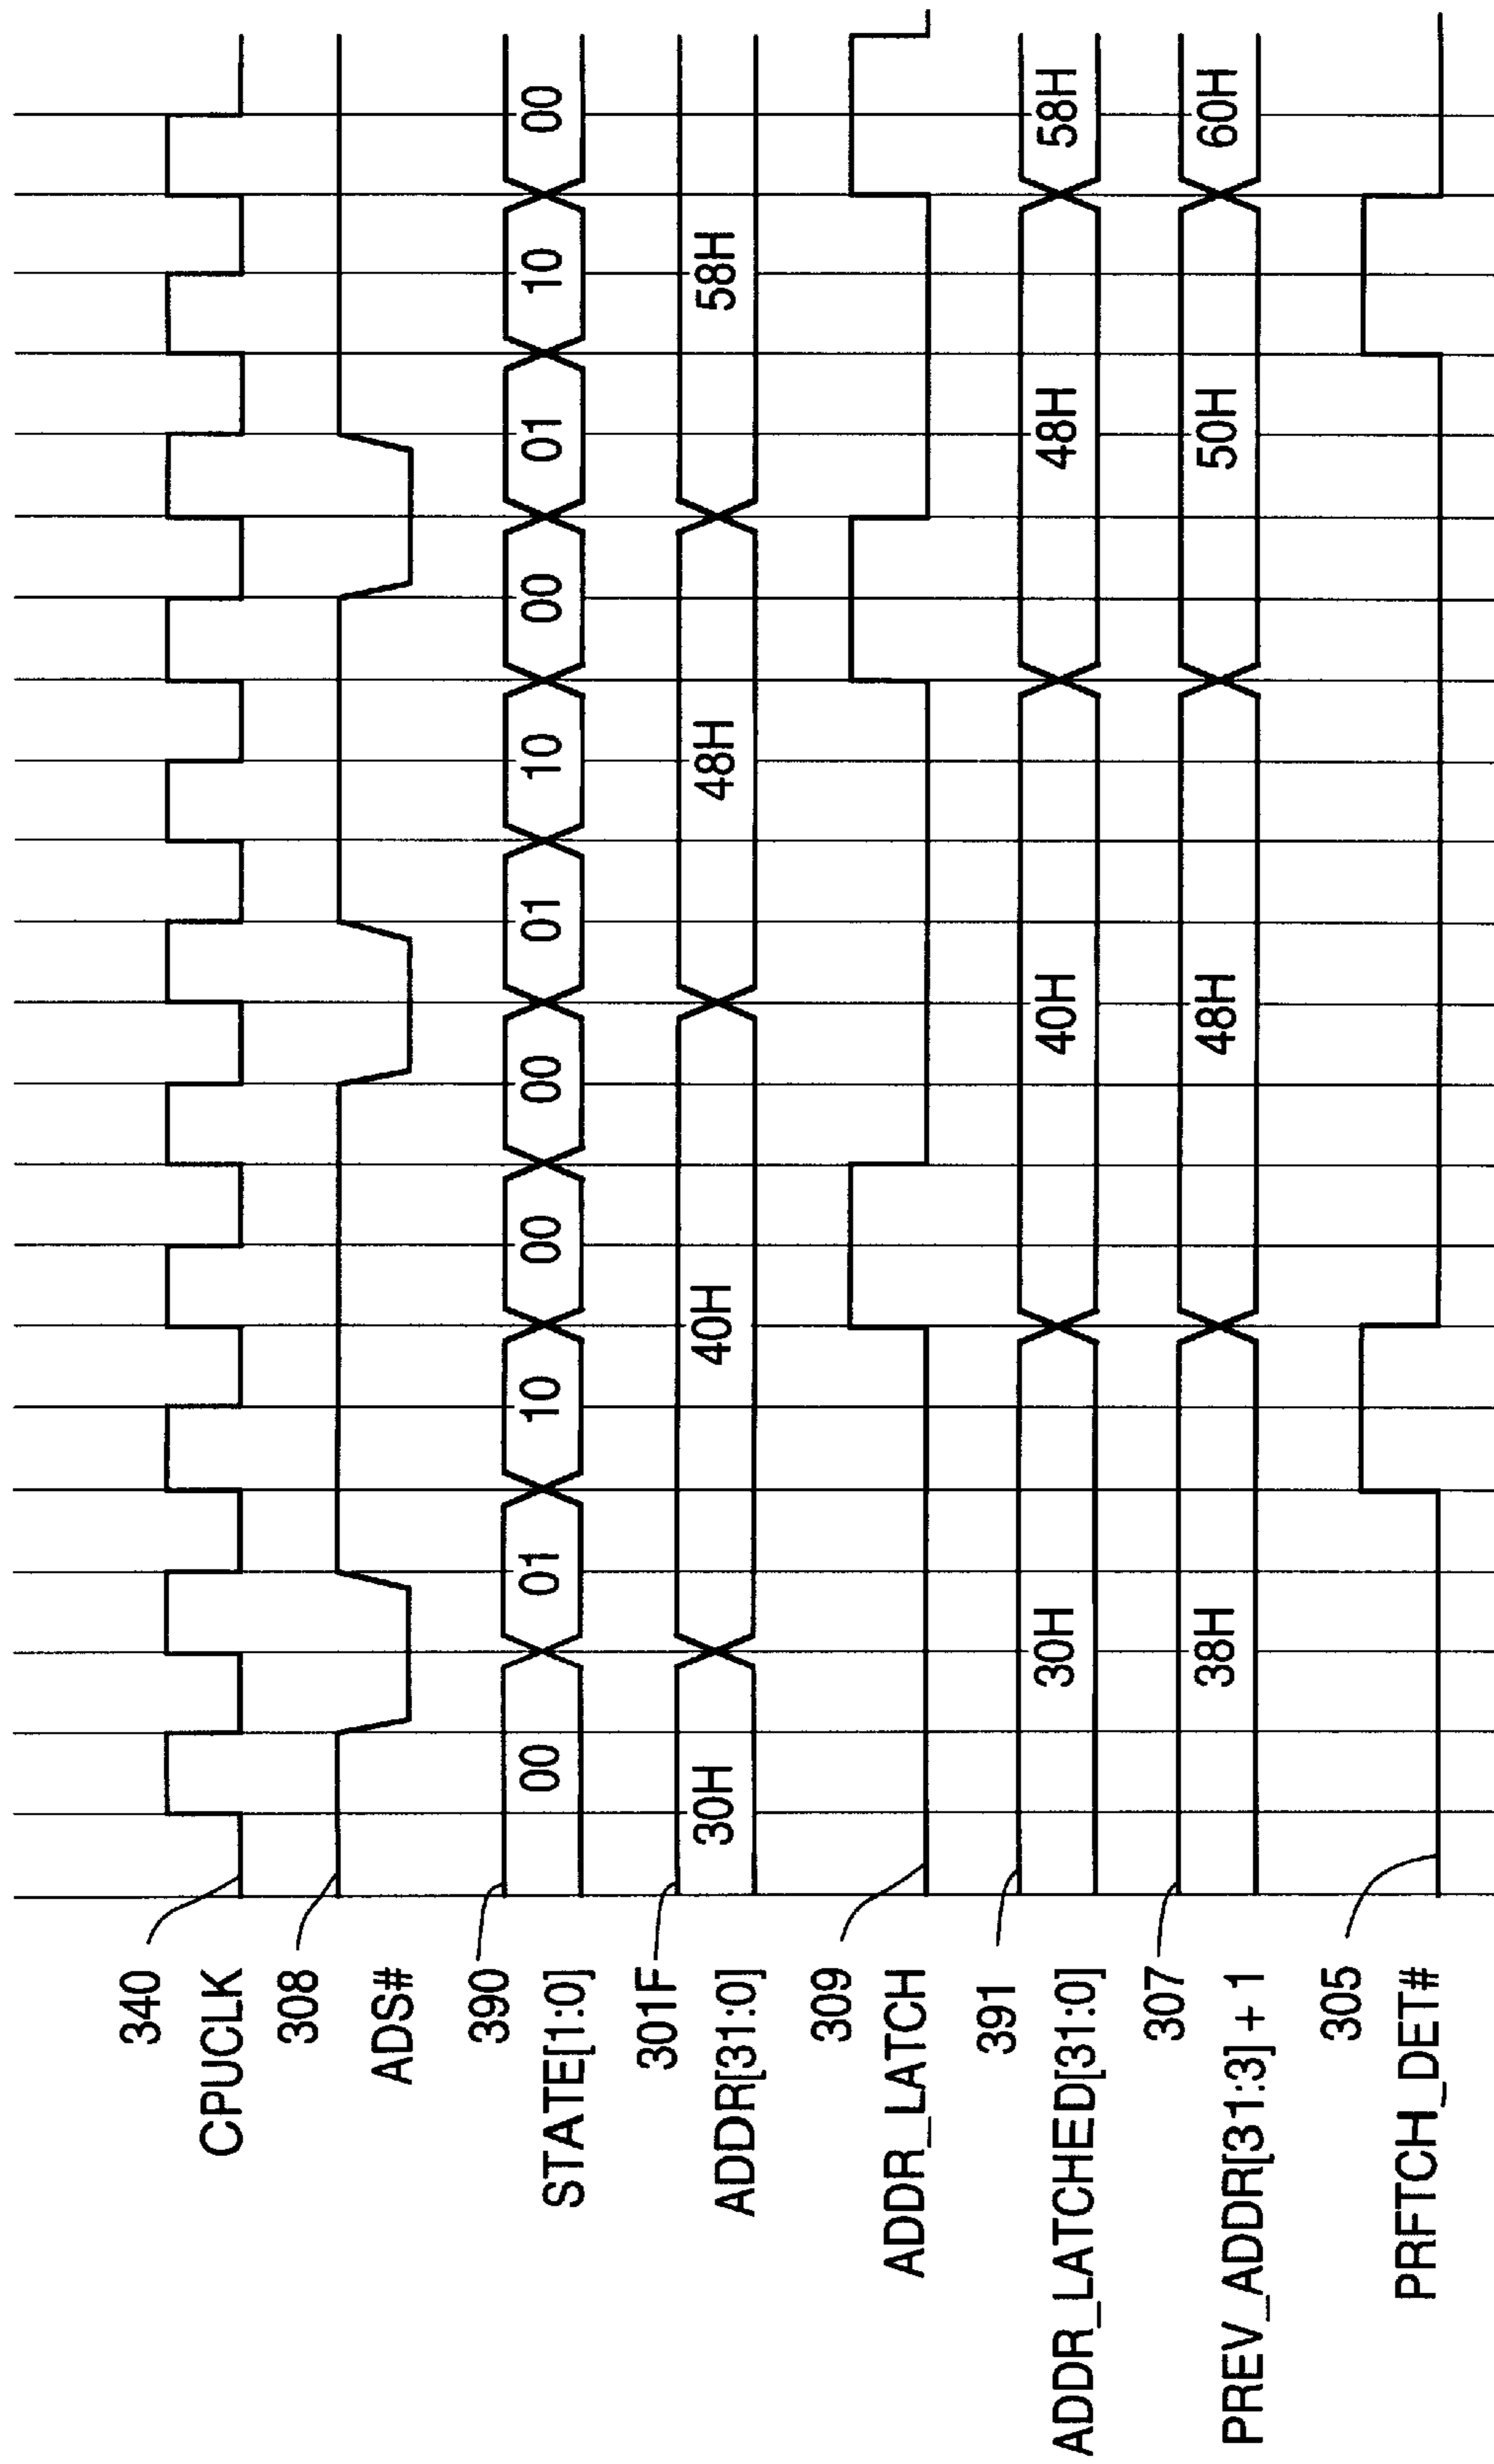 340
CPUCLK
308
ADS#
390
STATE[1:0]
00 01 10 00 00 01 10 00 01 10 00
301F
ADDR[31:0]
30H 40H 48H 58H
309
ADDR_LATCH
391
ADDR_LATCHED[31:0]
30H 40H 48H 58H
307
PREV_ADDR[31:3] + 1
38H 48H 50H 60H
305
PRFTCH_DET#